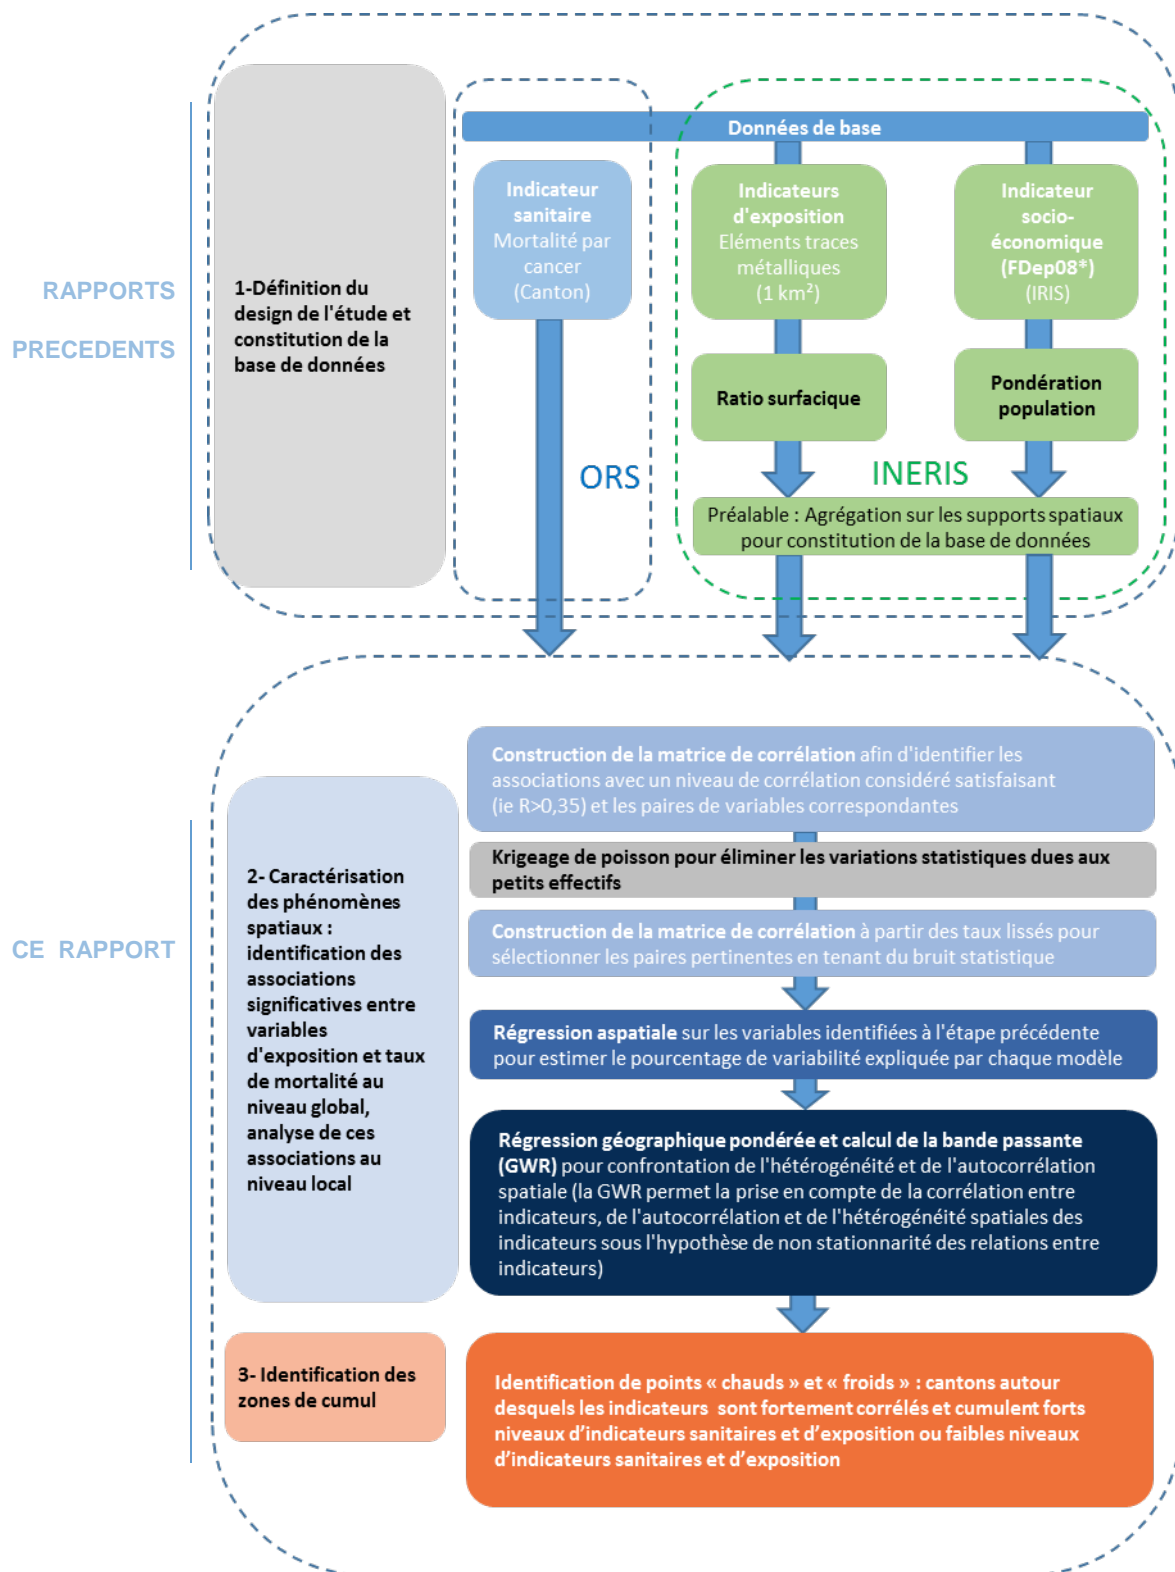 Données de base
Indicateur
sanitaire
Mortalité par
cancer
(Canton)
Indicateurs
d'exposition
Eléments traces
métalliques
(1 km²)
Indicateur
socio-
économique
(FDep08*)
(IRIS)
RAPPORTS
PRECEDENTS
1-Définition du
design de l'étude et
constitution de la
base de données
Ratio surfacique
Pondération
population
ORS
INERIS
Préalable : Agrégation sur les supports spatiaux
pour constitution de la base de données
CE RAPPORT
2- Caractérisation
des phénomènes
spatiaux :
identification des
associations
significatives entre
variables
d'exposition et taux
de mortalité au
niveau global,
analyse de ces
associations au
niveau local
Construction de la matrice de corrélation afin d'identifier les
associations avec un niveau de corrélation considéré satisfaisant
(ie R>0,35) et les paires de variables correspondantes
Krigeage de poisson pour éliminer les variations statistiques dues aux
petits effectifs
Construction de la matrice de corrélation à partir des taux lissés pour
sélectionner les paires pertinentes en tenant du bruit statistique
Régression aspatiale sur les variables identifiées à l'étape précédente
pour estimer le pourcentage de variabilité expliquée par chaque modèle
Régression géographique pondérée et calcul de la bande passante
(GWR) pour confrontation de l'hétérogénéité et de l'autocorrélation
spatiale (la GWR permet la prise en compte de la corrélation entre
indicateurs, de l'autocorrélation et de l'hétérogénéité spatiales des
indicateurs sous l'hypothèse de non stationnarité des relations entre
indicateurs)
3- Identification des
zones de cumul
Identification de points « chauds » et « froids » : cantons autour
desquels les indicateurs sont fortement corrélés et cumulent forts
niveaux d’indicateurs sanitaires et d’exposition ou faibles niveaux
d’indicateurs sanitaires et d’exposition